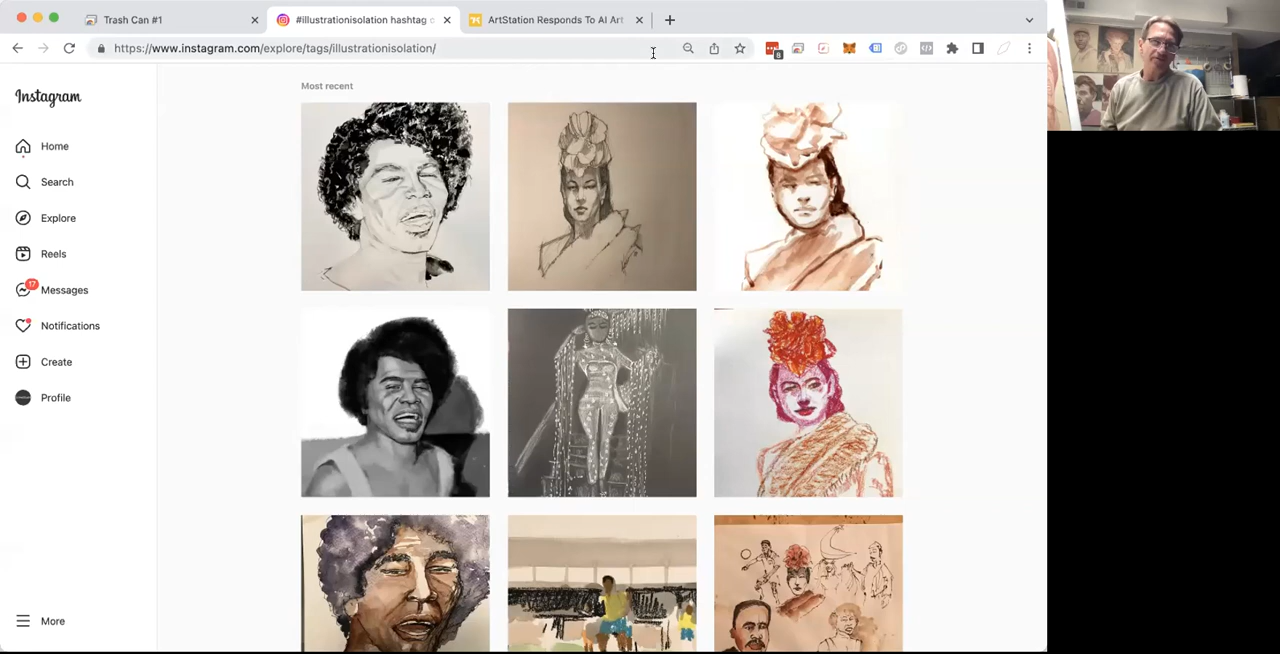 Trash Can #1
#illustrationisolation hashtag o
ArtStation Responds To AI Art
https://www.instagram.com/explore/tags/illustrationisolation/
8
Instagram
Most recent
Home
Search
Explore
Reels
17
Messages
Notifications
Create
Profile
More